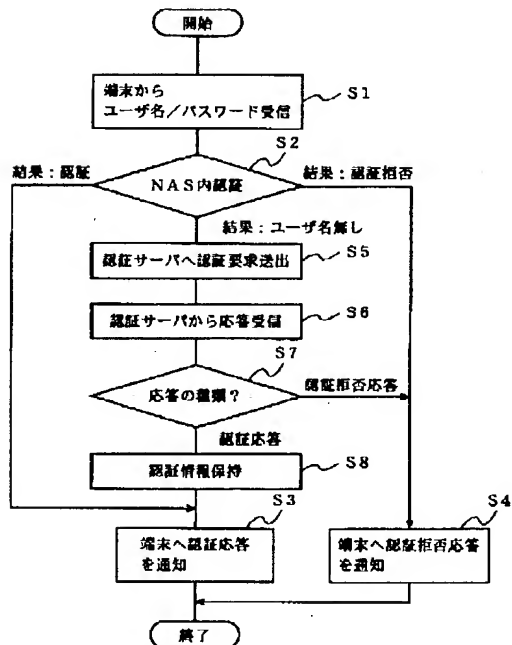 開始
端末から
ユーザ名／パスワード受信
S1
S2
結果：認証
結果：認証拒否
NAS内認証
結果：ユーザ名無し
S5
認証サーバへ認証要求送出
S6
認証サーバから応答受信
S7
応答の種類？
認証拒否応答
認証応答
S8
認証情報保持
S3
S4
端末へ認証応答
を通知
端末へ認証拒否応答
を通知
終了